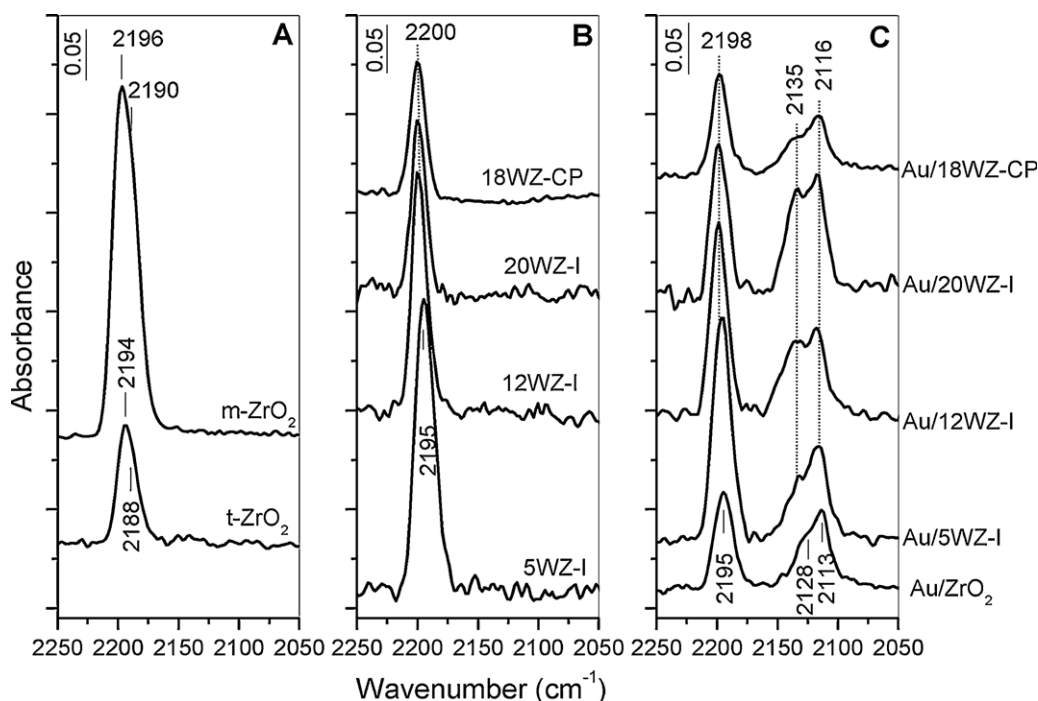 A
0.05
2196
2190
2194
m-ZrO2
t-ZrO2
2188
2250 2200 2150 2100 2050
B
0.05
2200
18WZ-CP
20WZ-I
12WZ-I
2195
5WZ-I
2250 2200 2150 2100 2050
C
0.05
2198
2135
2116
Au/18WZ-CP
Au/20WZ-I
Au/12WZ-I
Au/5WZ-I
Au/ZrO2
2195
2128
2113
2250 2200 2150 2100 2050
Absorbance
Wavenumber (cm-1)